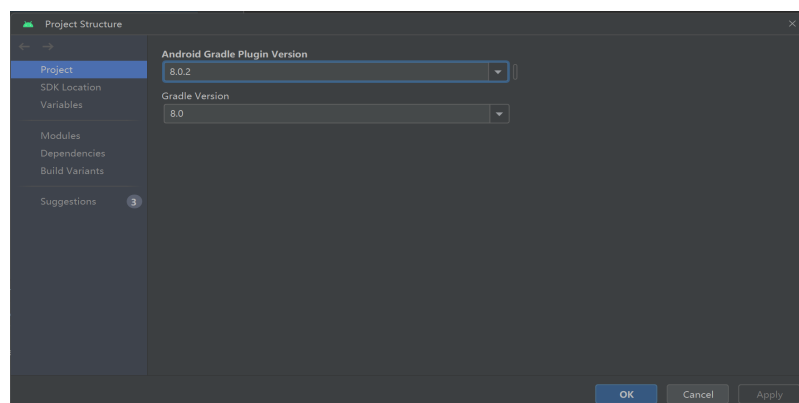 Project Structure
Project
SDK Location
Variables
Modules
Dependencies
Build Variants
Suggestions 3
Android Gradle Plugin Version
8.0.2
Gradle Version
8.0
OK Cancel Apply